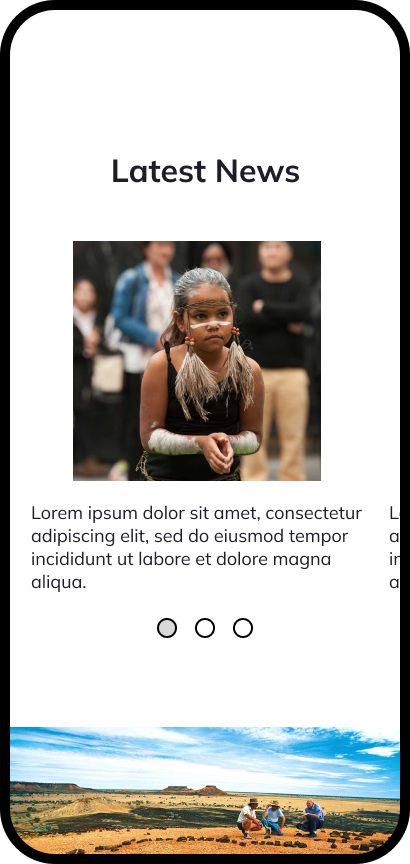 Latest News
Lorem ipsum dolor sit amet, consectetur
adipiscing elit, sed do eiusmod tempor
incididunt ut labore et dolore magna
aliqua.